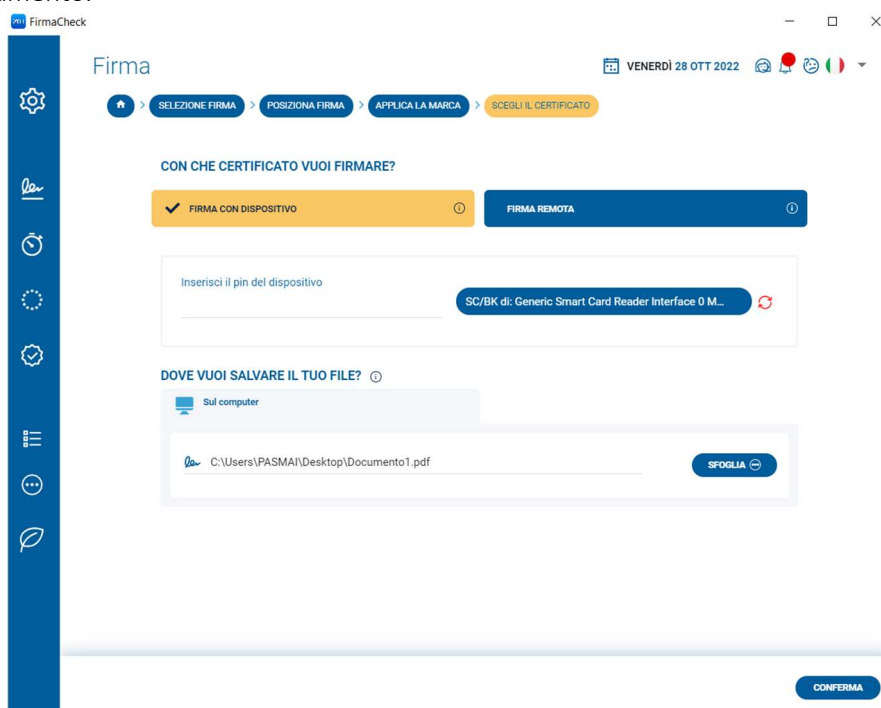 FirmaCheck
Firma
VENERDÌ 28 OTT 2022
> SELEZIONE FIRMA > POSIZIONA FIRMA > APPLICA LA MARCA > SCEGLI IL CERTIFICATO
CON CHE CERTIFICATO VUOI FIRMARE?
FIRMA CON DISPOSITIVO
FIRMA REMOTA
Inserisci il pin del dispositivo
SC/BK di: Generic Smart Card Reader Interface 0 M...
DOVE VUOI SALVARE IL TUO FILE?
Sul computer
C:\Users\PASMAI\Desktop\Documento1.pdf
SFOGLIA
CONFERMA